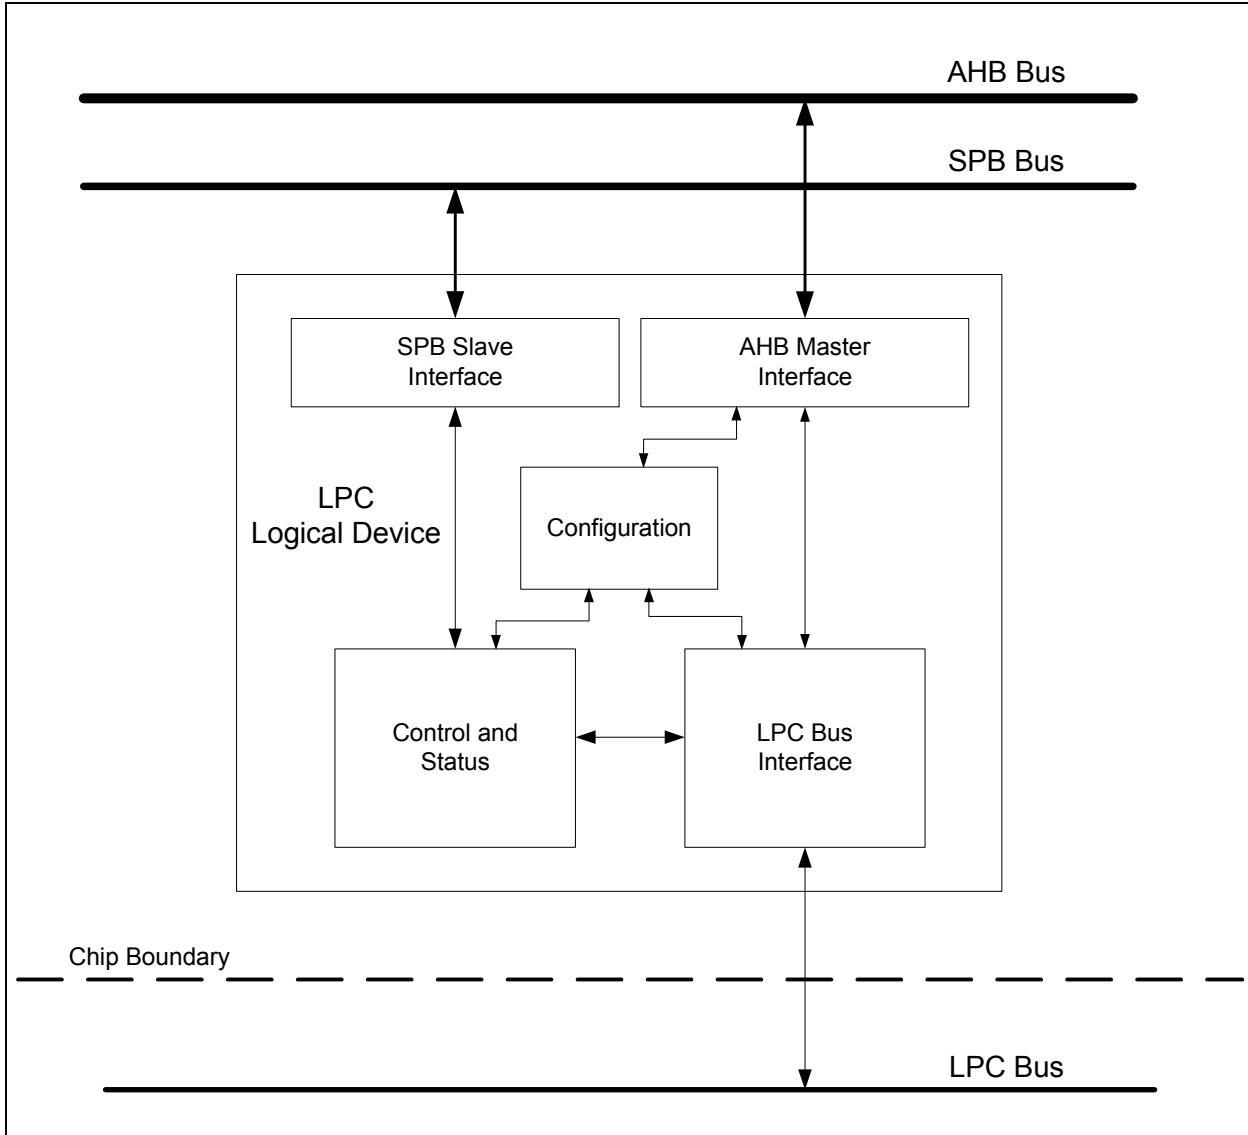 AHB Bus
SPB Bus
SPB Slave
Interface
AHB Master
Interface
LPC
Logical Device
Configuration
Control and
Status
LPC Bus
Interface
Chip Boundary
LPC Bus